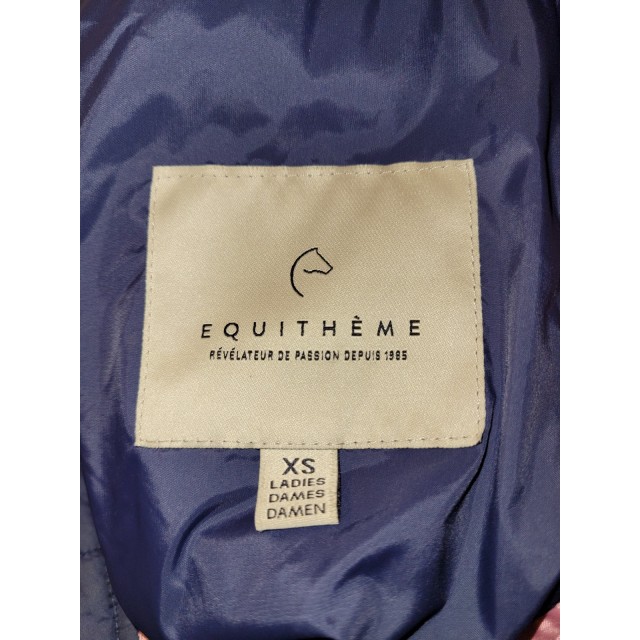 EQUITHÈME
RÉVÉLATEUR DE PASSION DEPUIS 1985
XS
LADIES
DAMES
DAMEN